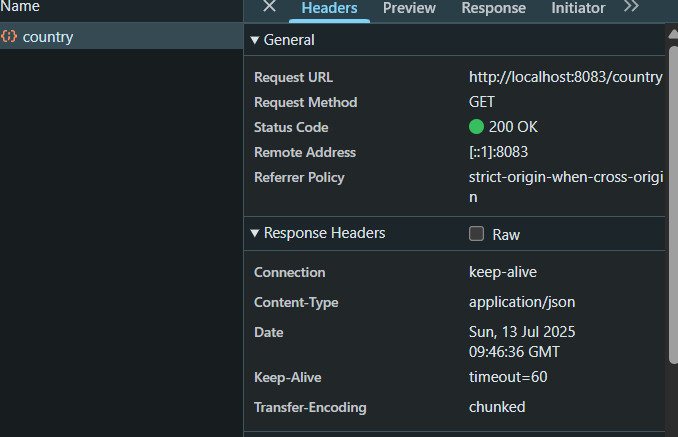 Name
Headers Preview Response Initiator
country
General
Request URL http://localhost:8083/country
Request Method GET
Status Code 200 OK
Remote Address [::1]:8083
Referrer Policy strict-origin-when-cross-origi
n
Response Headers Raw
Connection keep-alive
Content-Type application/json
Date Sun, 13 Jul 2025
09:46:36 GMT
Keep-Alive timeout=60
Transfer-Encoding chunked